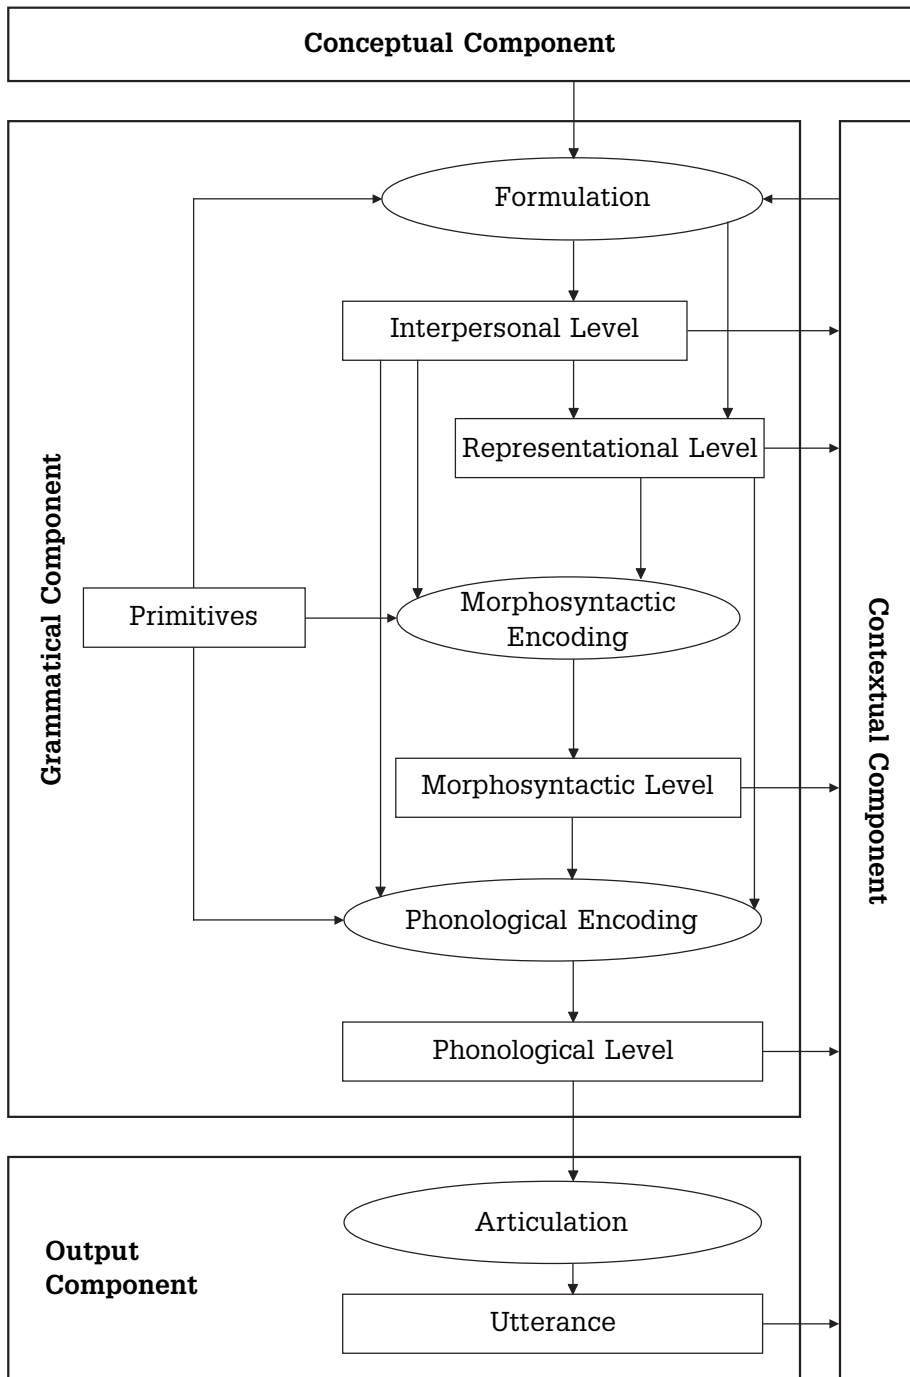 Conceptual Component
Formulation
Interpersonal Level
Representational Level
Grammatical Component
Primitives
Morphosyntactic
Encoding
Contextual Component
Morphosyntactic Level
Phonological Encoding
Phonological Level
Articulation
Output
Component
Utterance